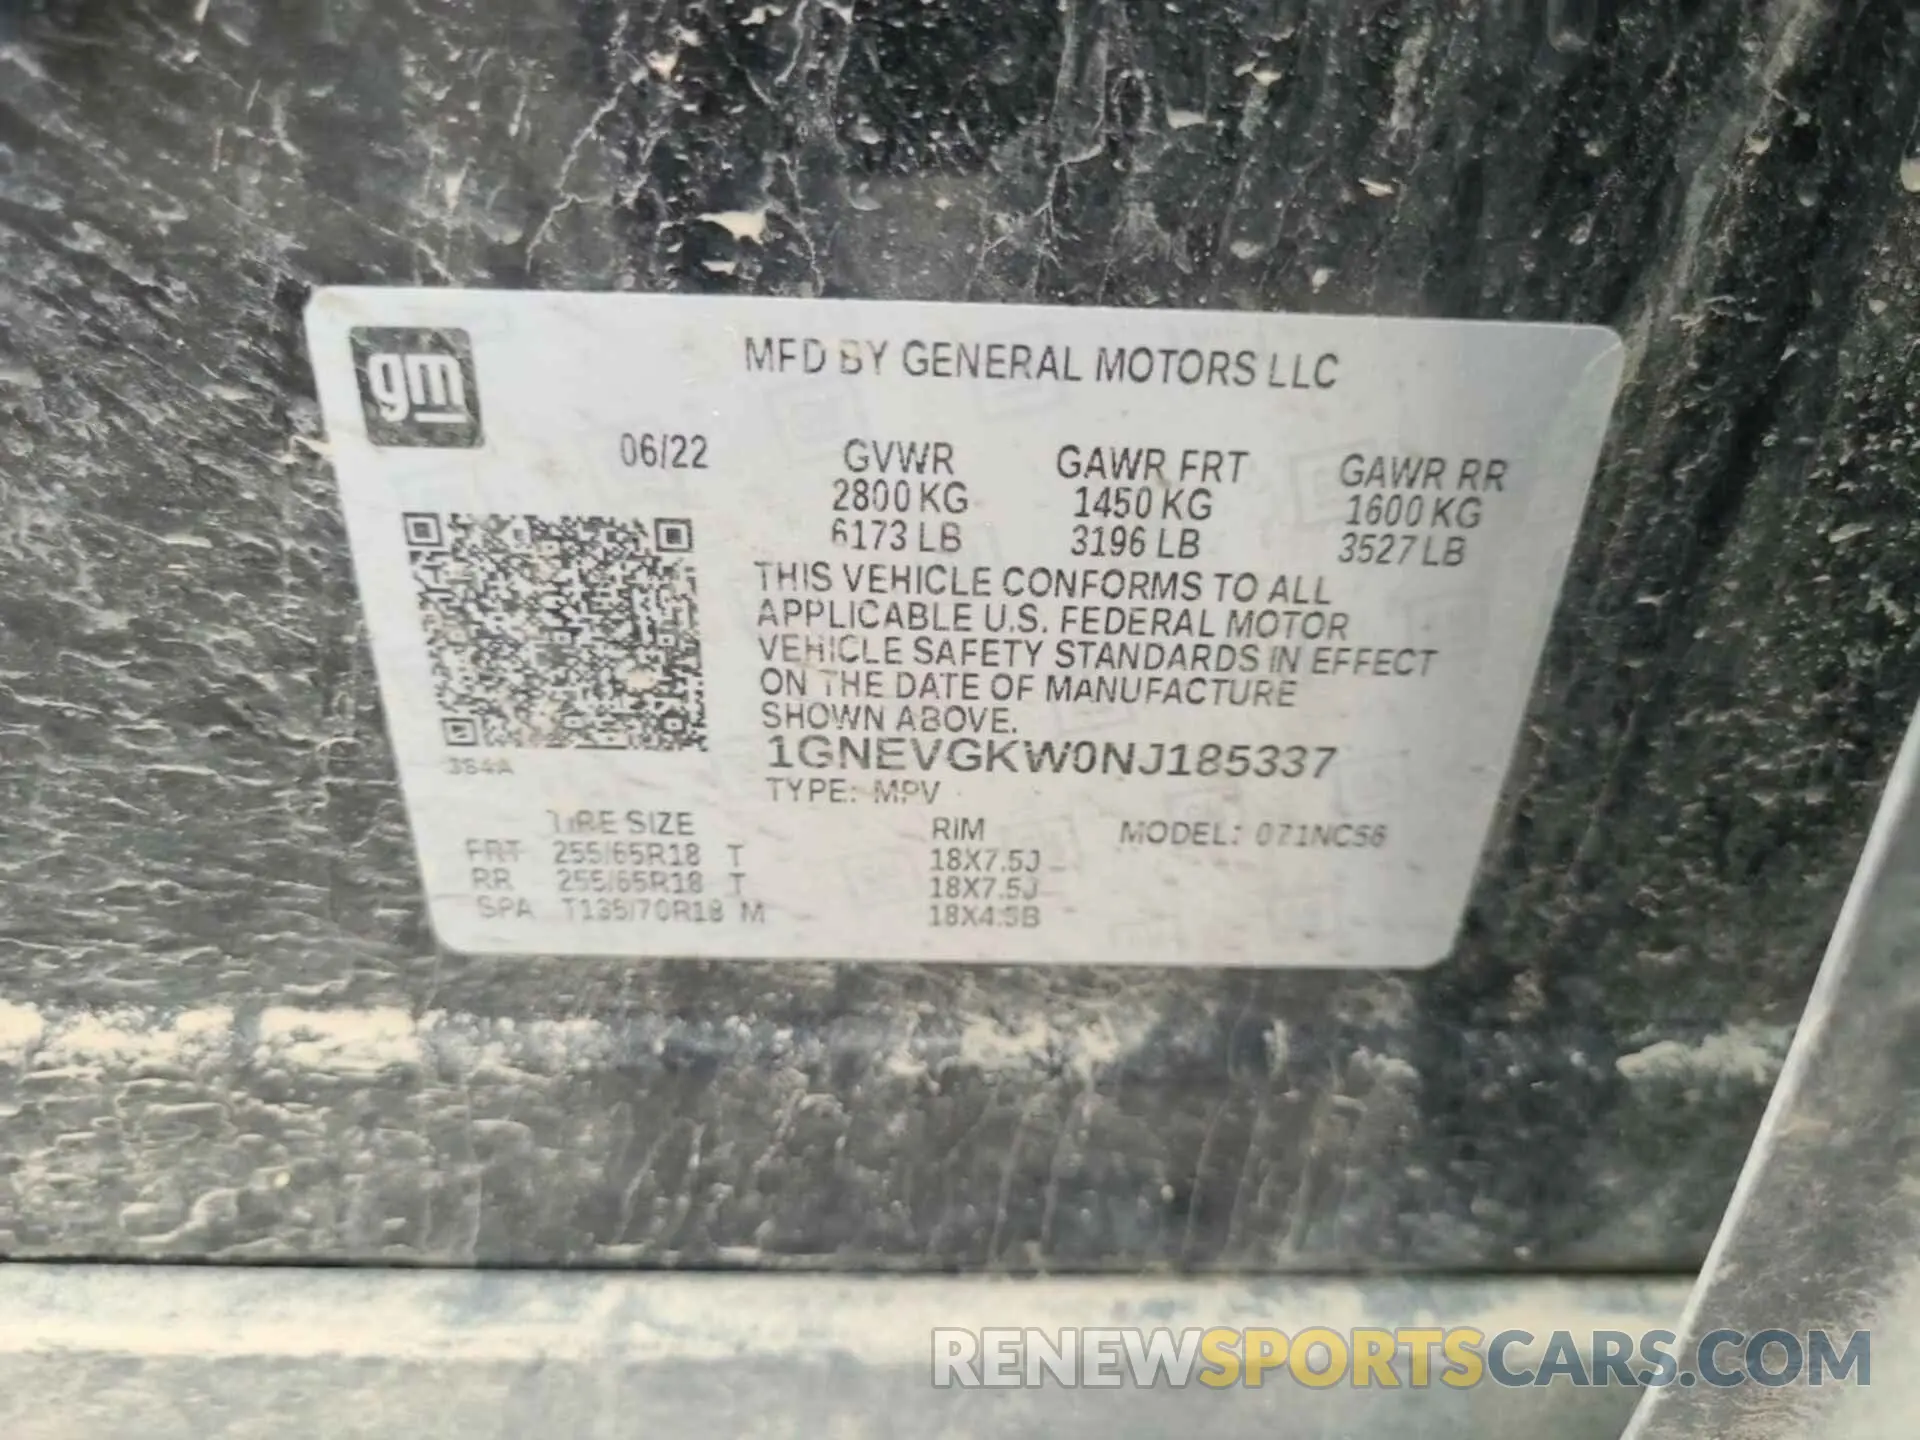 gm
MFD BY GENERAL MOTORS LLC
06/22 GVWR GAWR FRT GAWR RR
2800 KG 1450 KG 1600 KG
6173 LB 3196 LB 3527 LB
THIS VEHICLE CONFORMS TO ALL
APPLICABLE U.S. FEDERAL MOTOR
VEHICLE SAFETY STANDARDS IN EFFECT
ON THE DATE OF MANUFACTURE
SHOWN ABOVE.
1GNEVGKW0NJ185337
384A
TYPE: MPV
TIRE SIZE RIM MODEL: 071NC56
FRT 255/65R18 T 18X7.5J
RR 255/65R18 T 18X7.5J
SPA T135/70R18 M 18X4.5B
RENEWSPORTSCARS.COM